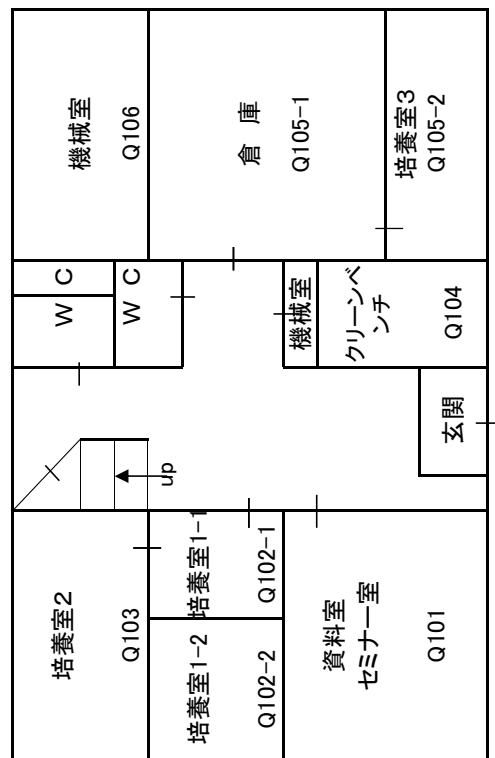 機械室
Q106
倉 庫
Q105-1
培養室3
Q105-2
W C
W C
機械室
クリーンベ
ンチ
Q104
玄関
up
培養室2
Q103
培養室1-1
Q102-1
培養室1-2
Q102-2
資料室
セミナー室
Q101